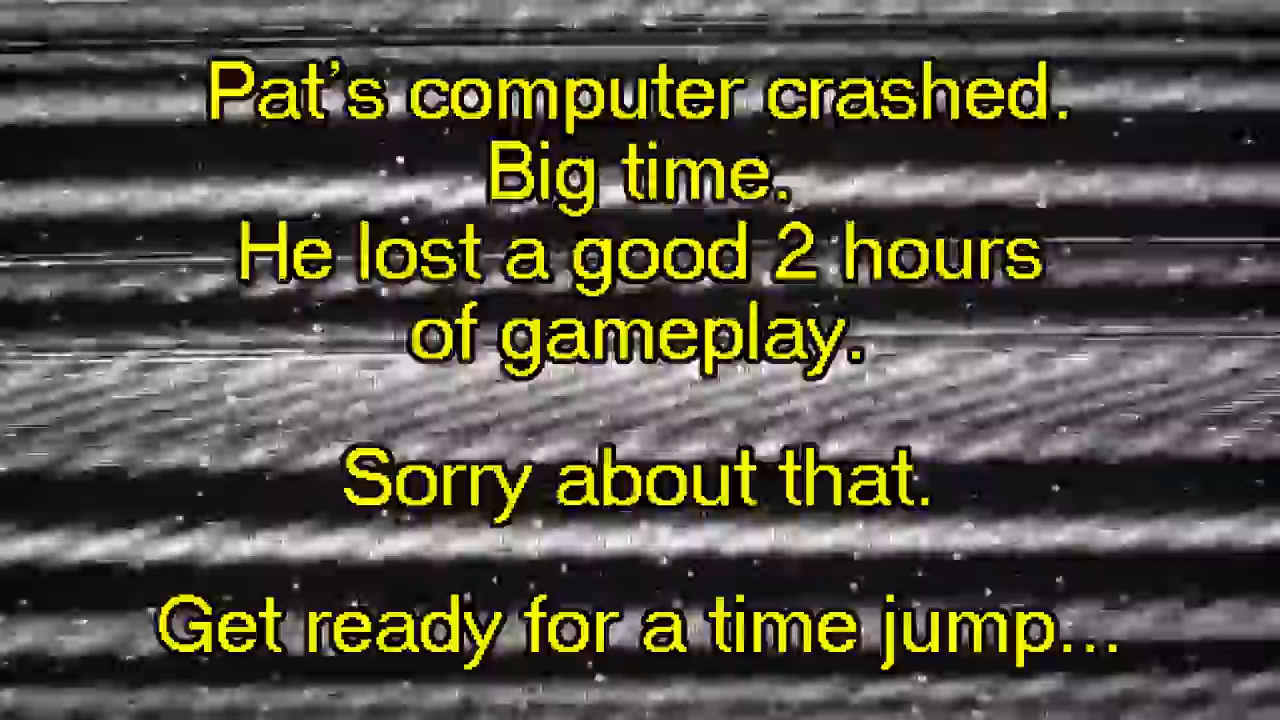 Pat’s computer crashed.
Big time.
He lost a good 2 hours
of gameplay.
Sorry about that.
Get ready for a time jump...